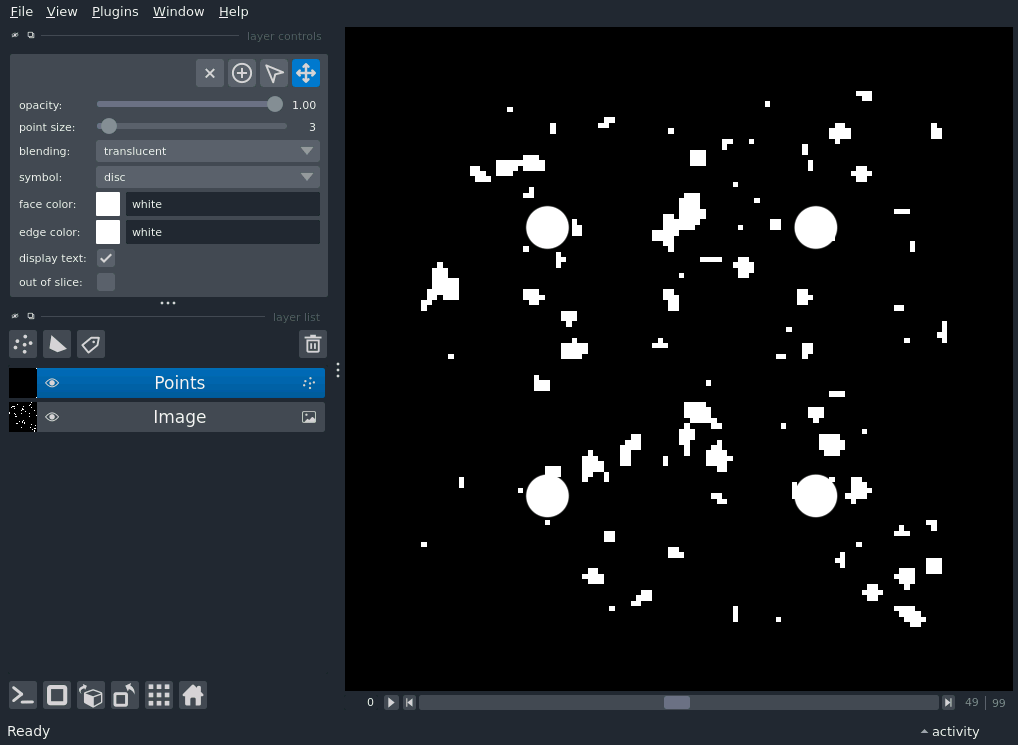 File View Plugins Window Help
layer controls
opacity: 1.00
point size: 3
blending: translucent
symbol: disc
face color: white
edge color: white
display text:
out of slice:
layer list
Points
Image
0 49 99
Ready activity